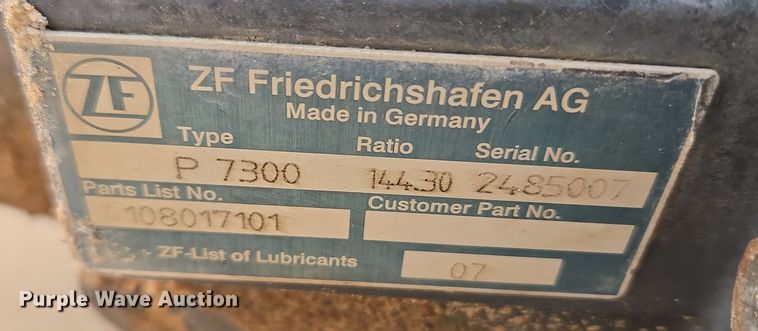 ZF
ZF Friedrichshafen AG
Made in Germany
Type Ratio Serial No.
P 7300 144.30 2485007
Parts List No. Customer Part No.
108017101
ZF-List of Lubricants 07
Purple Wave Auction